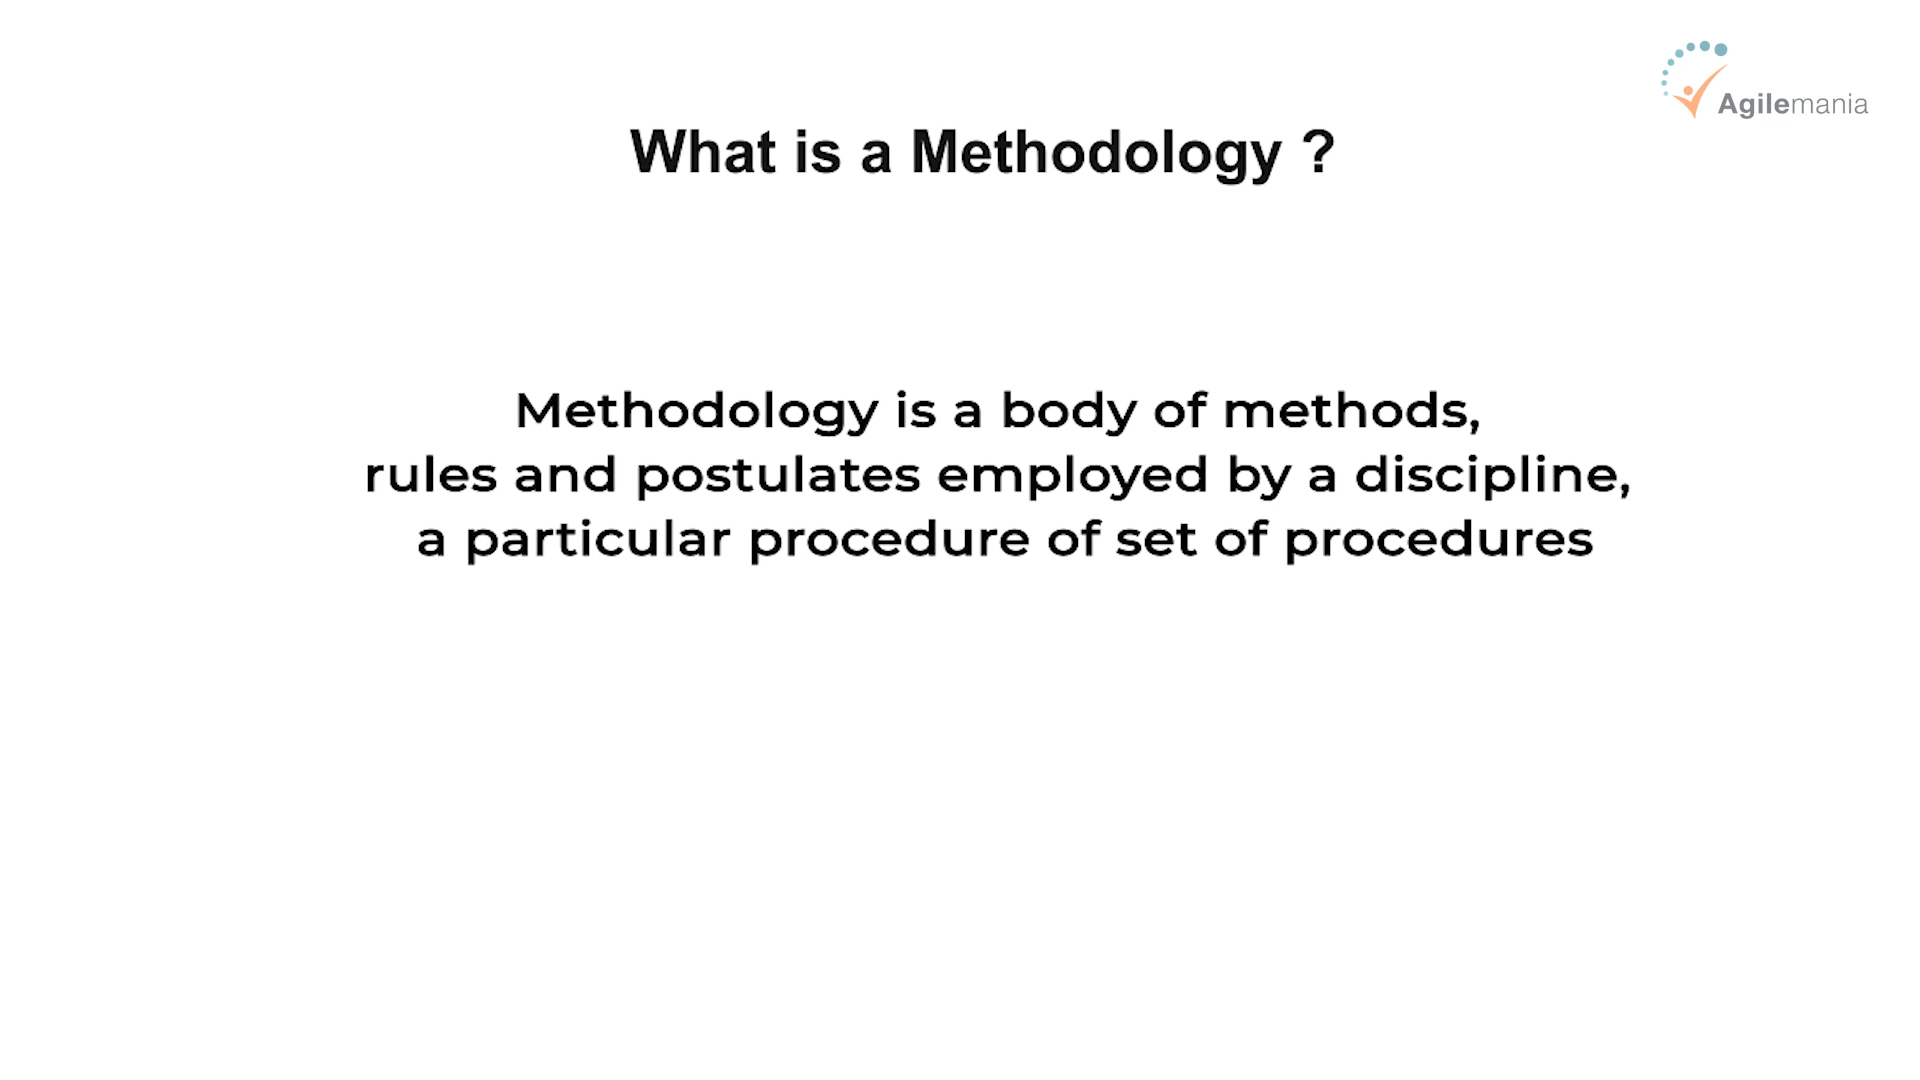 Agilemania
What is a Methodology ?
Methodology is a body of methods,
rules and postulates employed by a discipline,
a particular procedure of set of procedures